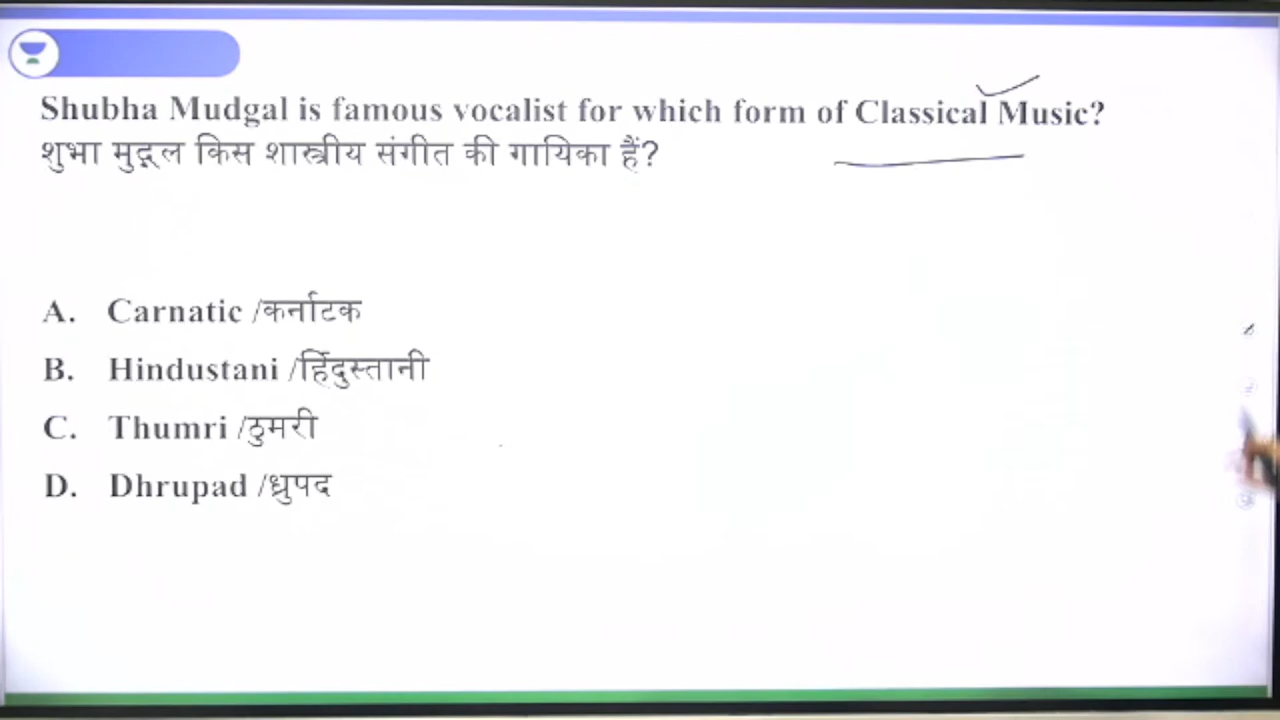 Shubha Mudgal is famous vocalist for which form of Classical Music?
शुभा मुद्गल किस शास्त्रीय संगीत की गायिका हैं?
A. Carnatic /कर्नाटक
B. Hindustani /हिंदुस्तानी
C. Thumri /ठुमरी
D. Dhrupad /ध्रुपद